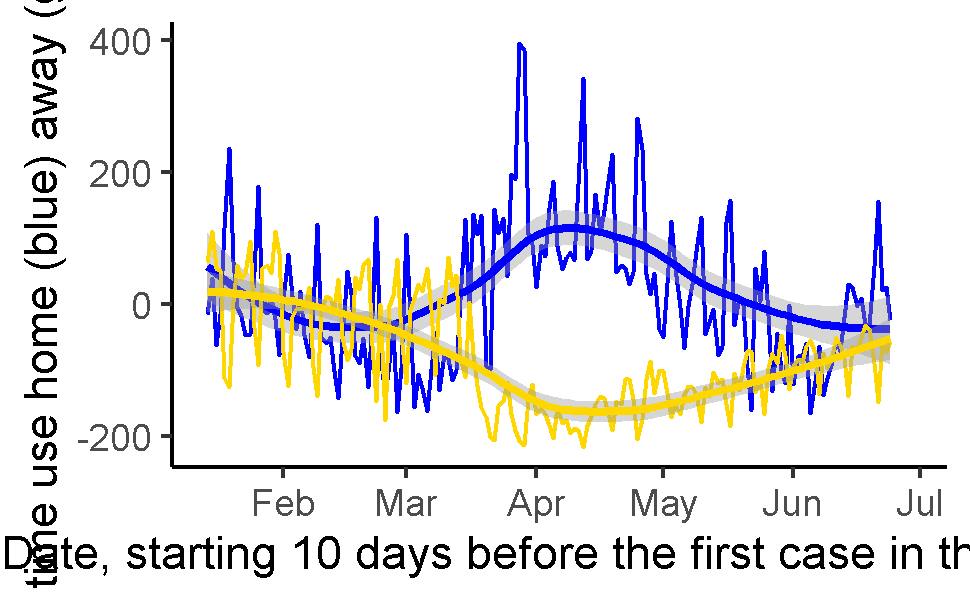 time use home (blue) away (
400
200
0
-200
Feb Mar Apr May Jun Jul
Date, starting 10 days before the first case in th